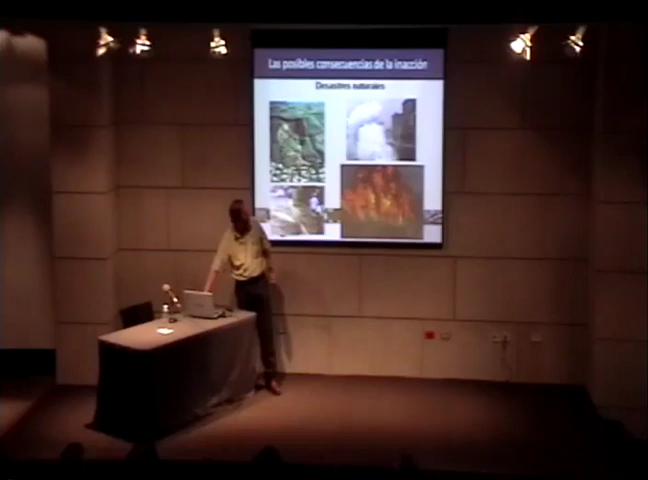 Las posibles consecuencias de la inacción
Desastres naturales